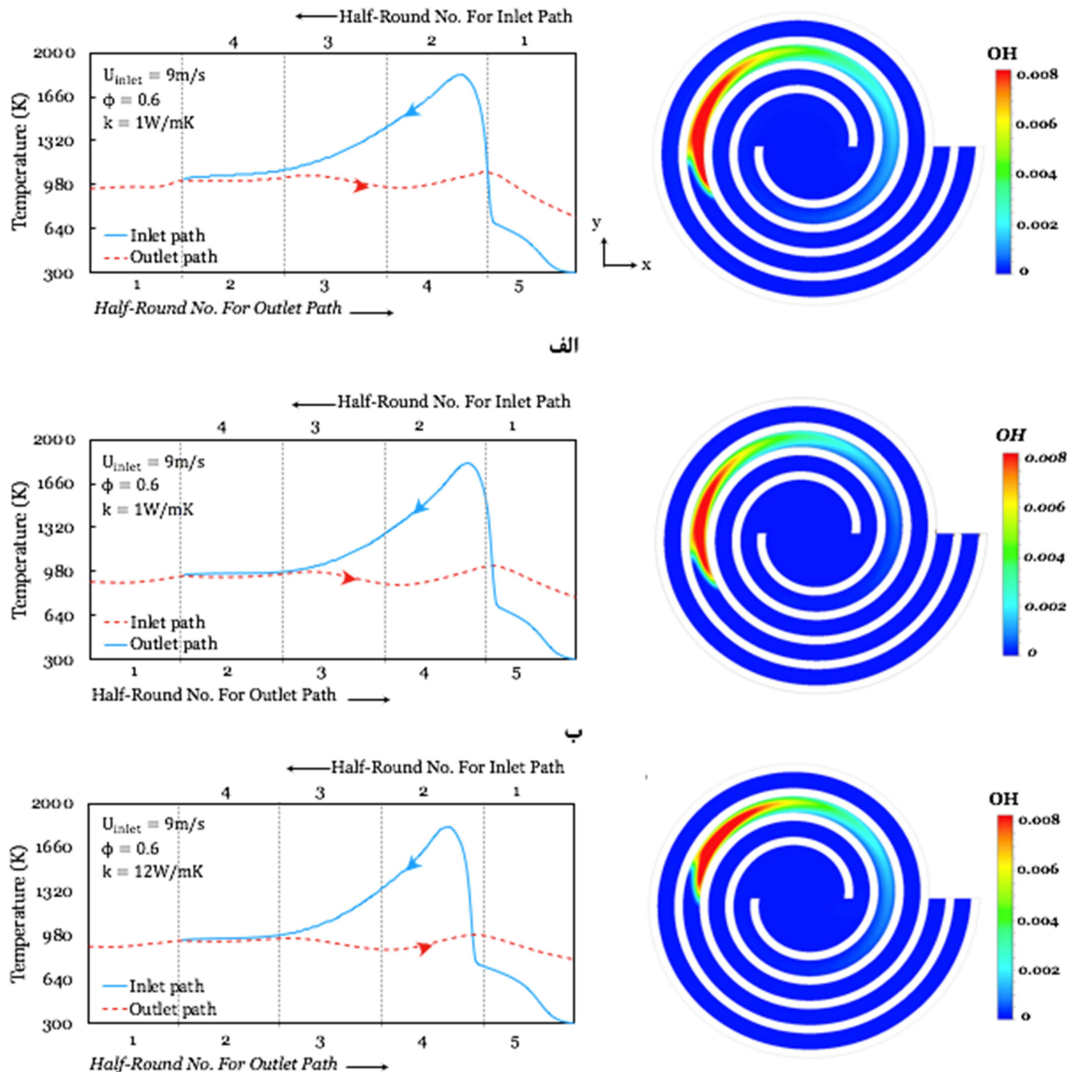 Half-Round No. For Inlet Path
4 3 2 1
2000
1660
1320
980
640
300
Temperature (K)
U_inlet = 9m/s
ϕ = 0.6
k = 1W/mK
Inlet path
Outlet path
1 2 3 4 5
Half-Round No. For Outlet Path
y
x
OH
0.008
0.006
0.004
0.002
0
الف
Half-Round No. For Inlet Path
4 3 2 1
2000
1660
1320
980
640
300
Temperature (K)
U_inlet = 9m/s
ϕ = 0.6
k = 1W/mK
Inlet path
Outlet path
1 2 3 4 5
Half-Round No. For Outlet Path
OH
0.008
0.006
0.004
0.002
0
ب
Half-Round No. For Inlet Path
4 3 2 1
2000
1660
1320
980
640
300
Temperature (K)
U_inlet = 9m/s
ϕ = 0.6
k = 12W/mK
Inlet path
Outlet path
1 2 3 4 5
Half-Round No. For Outlet Path
OH
0.008
0.006
0.004
0.002
0